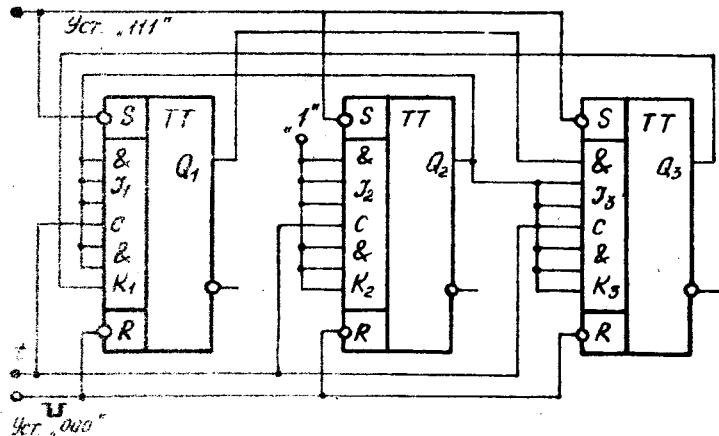 Уст. „111"
S TT
&
J1
C
&
K1
R
Q1
„1"
S TT
&
J2
C
&
K2
R
Q2
S TT
&
J3
C
&
K3
R
Q3
t
Уст. „000"